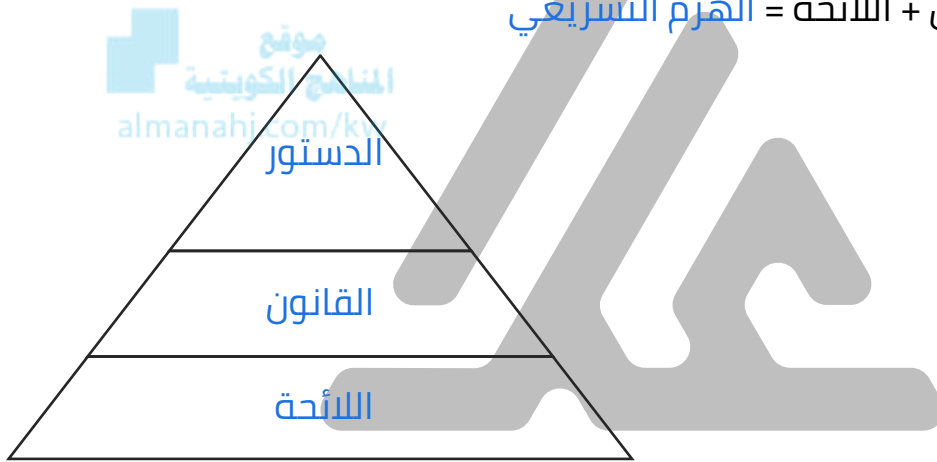 + اللائحة = الهرم التشريعي
موقع
المناهج الكويتية
almanahj.com/kw
الدستور
القانون
اللائحة